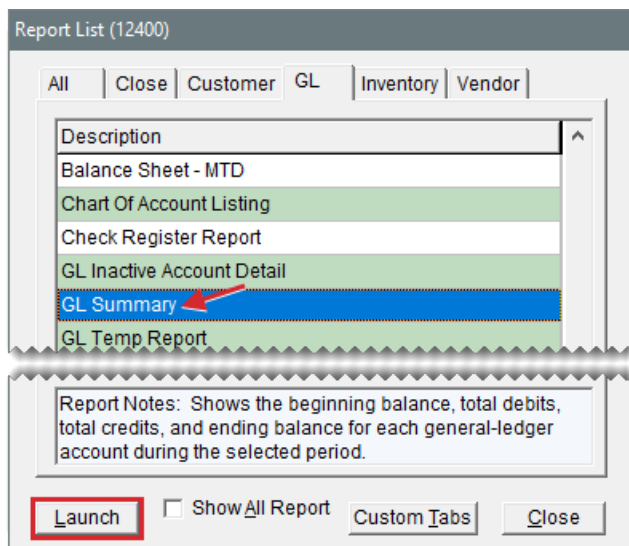 Report List (12400)
All Close Customer GL Inventory Vendor
Description
Balance Sheet - MTD
Chart Of Account Listing
Check Register Report
GL Inactive Account Detail
GL Summary
GL Temp Report
Report Notes:  Shows the beginning balance, total debits,
total credits, and ending balance for each general-ledger
account during the selected period.
Launch Show All Report Custom Tabs Close